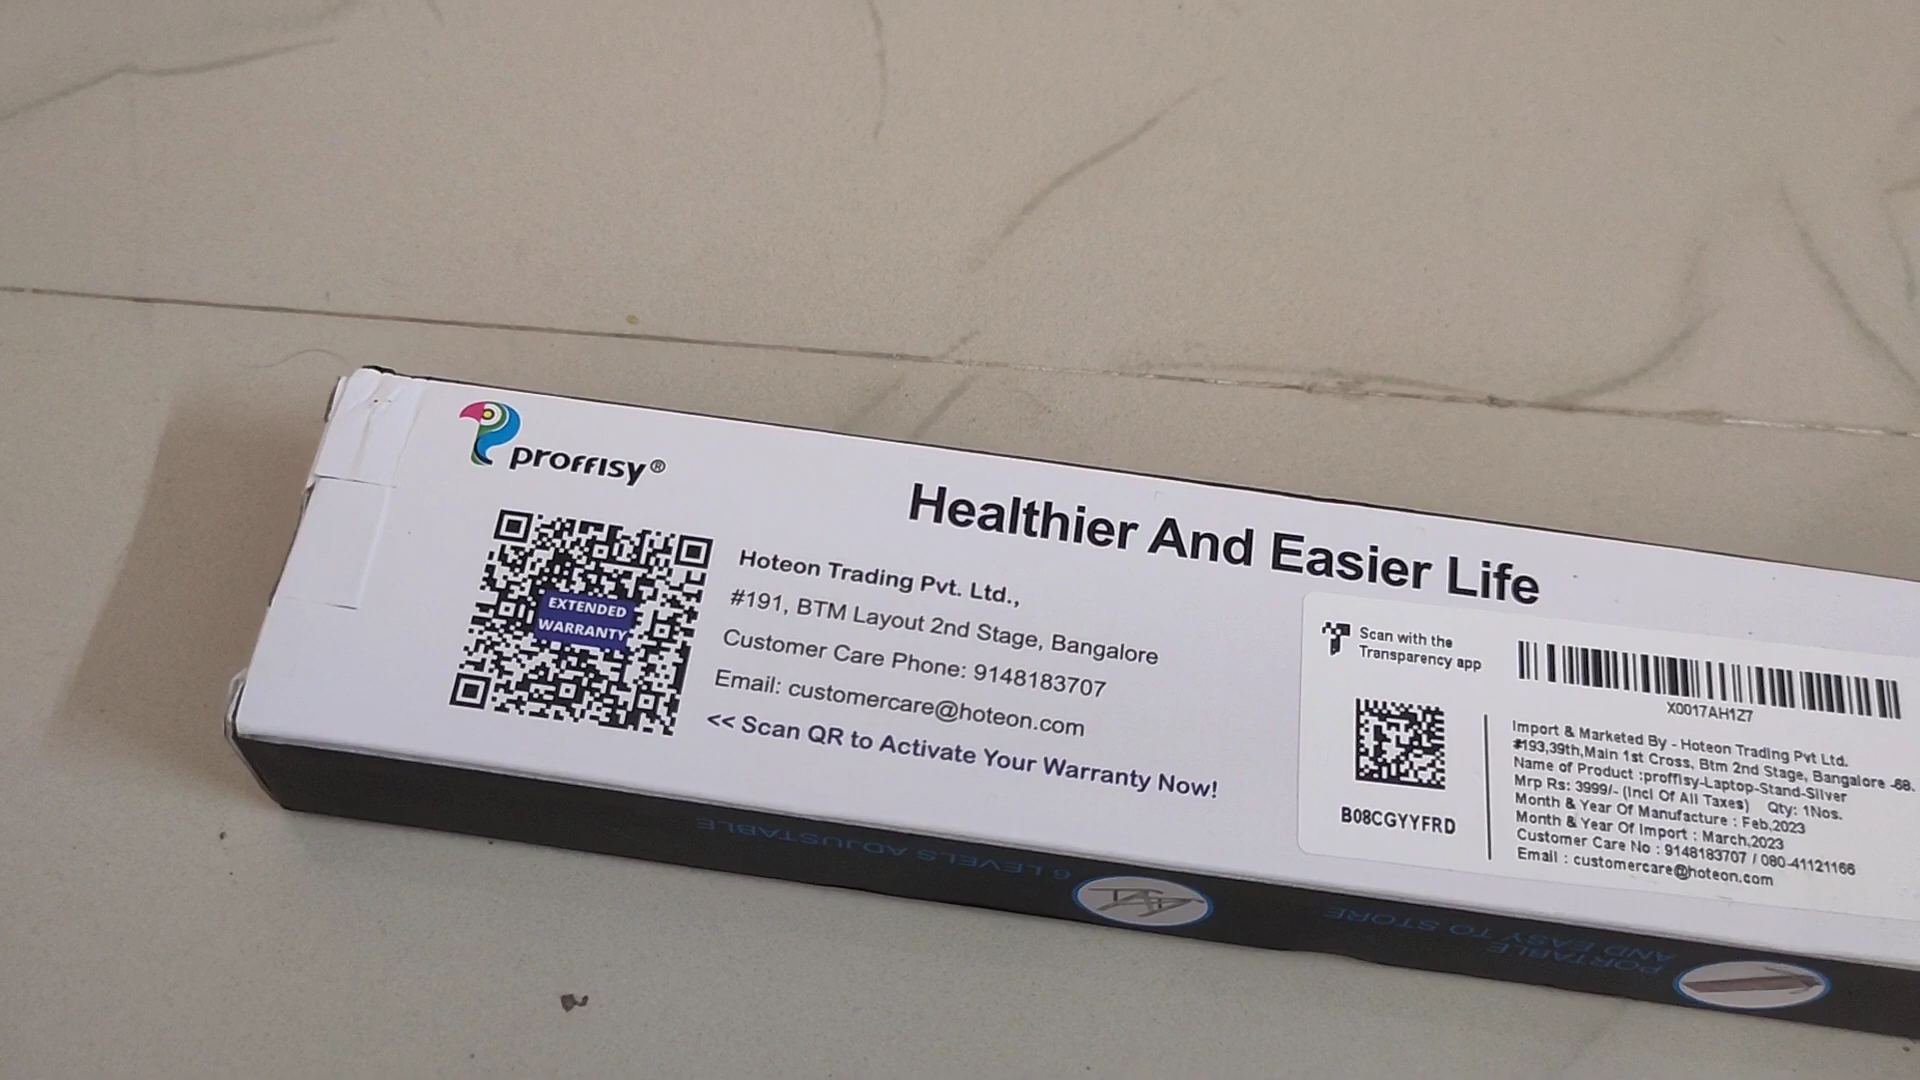 proffisy®
Healthier And Easier Life
EXTENDED
WARRANTY
Hoteon Trading Pvt. Ltd.,
#191, BTM Layout 2nd Stage, Bangalore
Customer Care Phone: 9148183707
Email: customercare@hoteon.com
<< Scan QR to Activate Your Warranty Now!
Scan with the
Transparency app
X0017AH1Z7
B08CGYYFRD
Import & Marketed By - Hoteon Trading Pvt Ltd.
#193,39th,Main 1st Cross, Btm 2nd Stage, Bangalore -68.
Name of Product :proffisy-Laptop-Stand-Silver
Mrp Rs: 3999/- (Incl Of All Taxes) Qty: 1Nos.
Month & Year Of Manufacture : Feb,2023
Month & Year Of Import : March,2023
Customer Care No : 9148183707 / 080-41121166
Email : customercare@hoteon.com
6 LEVELS ADJUSTABLE
PORTABLE
AND EASY TO STORE